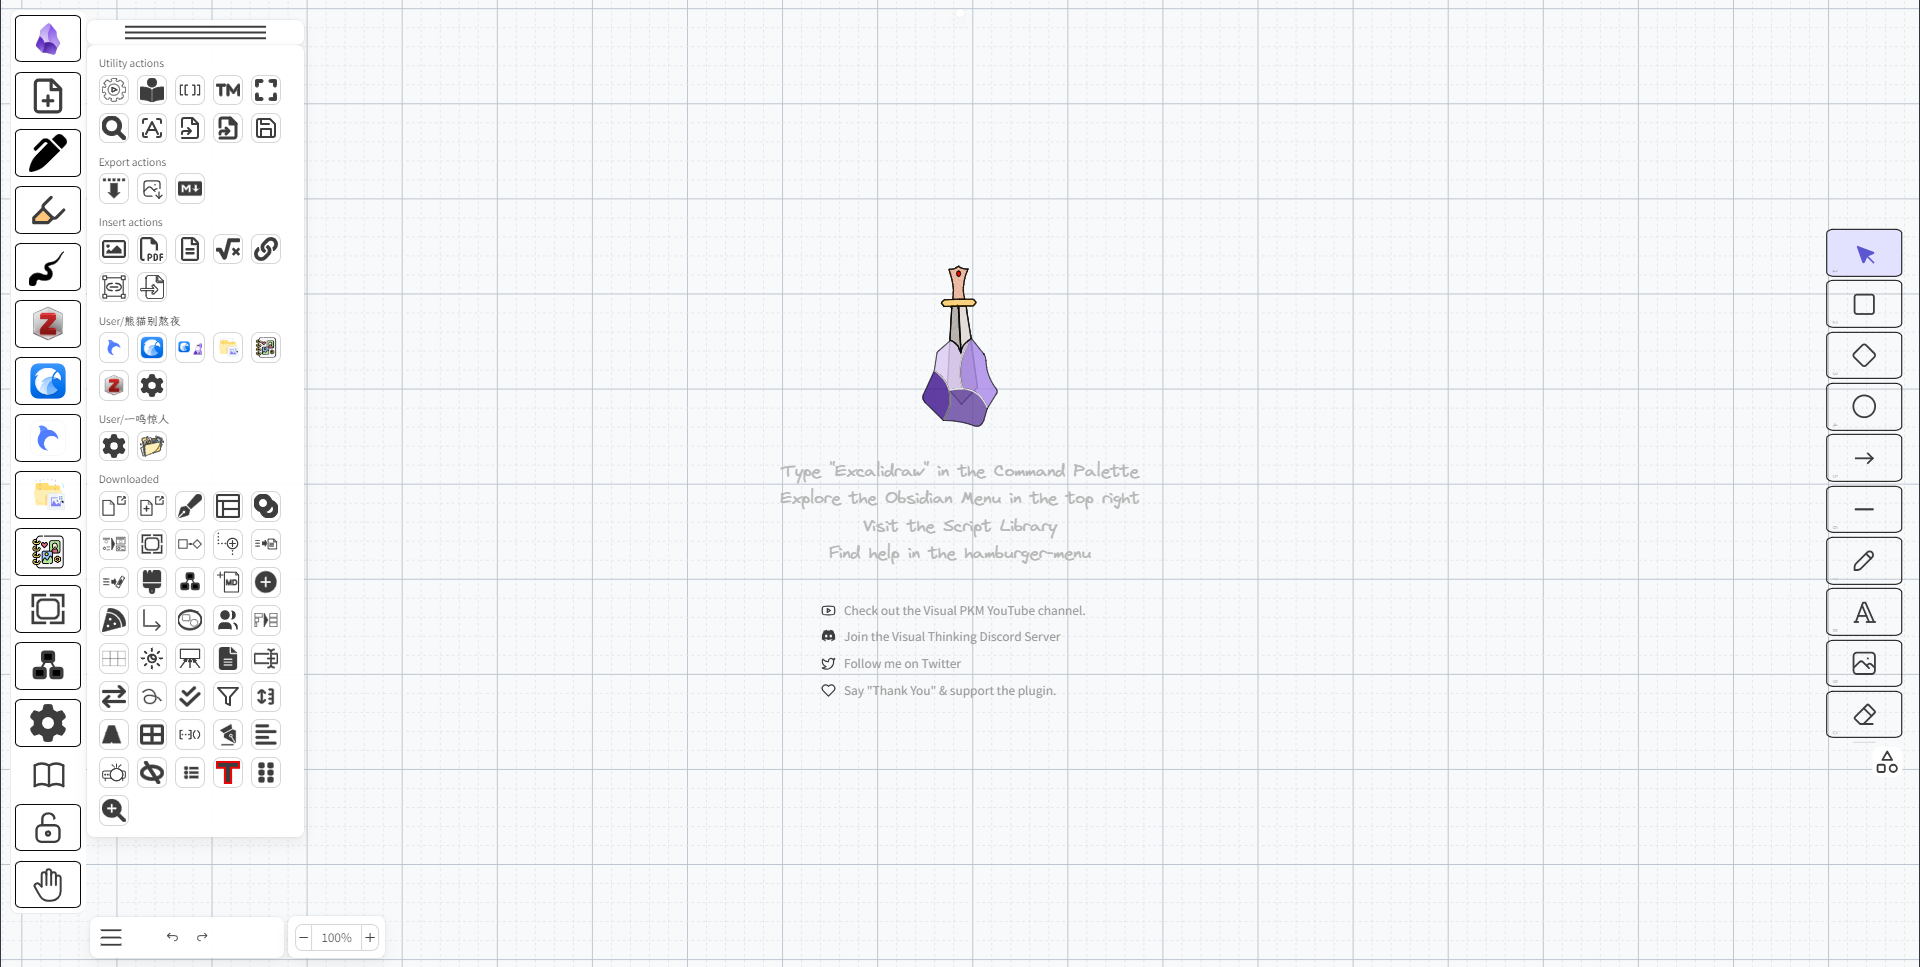 Utility actions
[[ ]] TM
A
Export actions
M
Insert actions
PDF
√x
User/熊猫别熬夜
Z
User/一鸣惊人
Downloaded
MD
T
Type "Excalidraw" in the Command Palette
Explore the Obsidian Menu in the top right
Visit the Script Library
Find help in the hamburger-menu
Check out the Visual PKM YouTube channel.
Join the Visual Thinking Discord Server
Follow me on Twitter
Say "Thank You" & support the plugin.
Z
A
100%